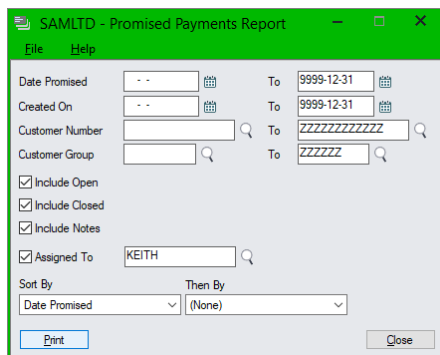 SAMLTD - Promised Payments Report
File Help
Date Promised - - To 9999-12-31
Created On - - To 9999-12-31
Customer Number To ZZZZZZZZZZZZ
Customer Group To ZZZZZZ
Include Open
Include Closed
Include Notes
Assigned To KEITH
Sort By Then By
Date Promised (None)
Print Close